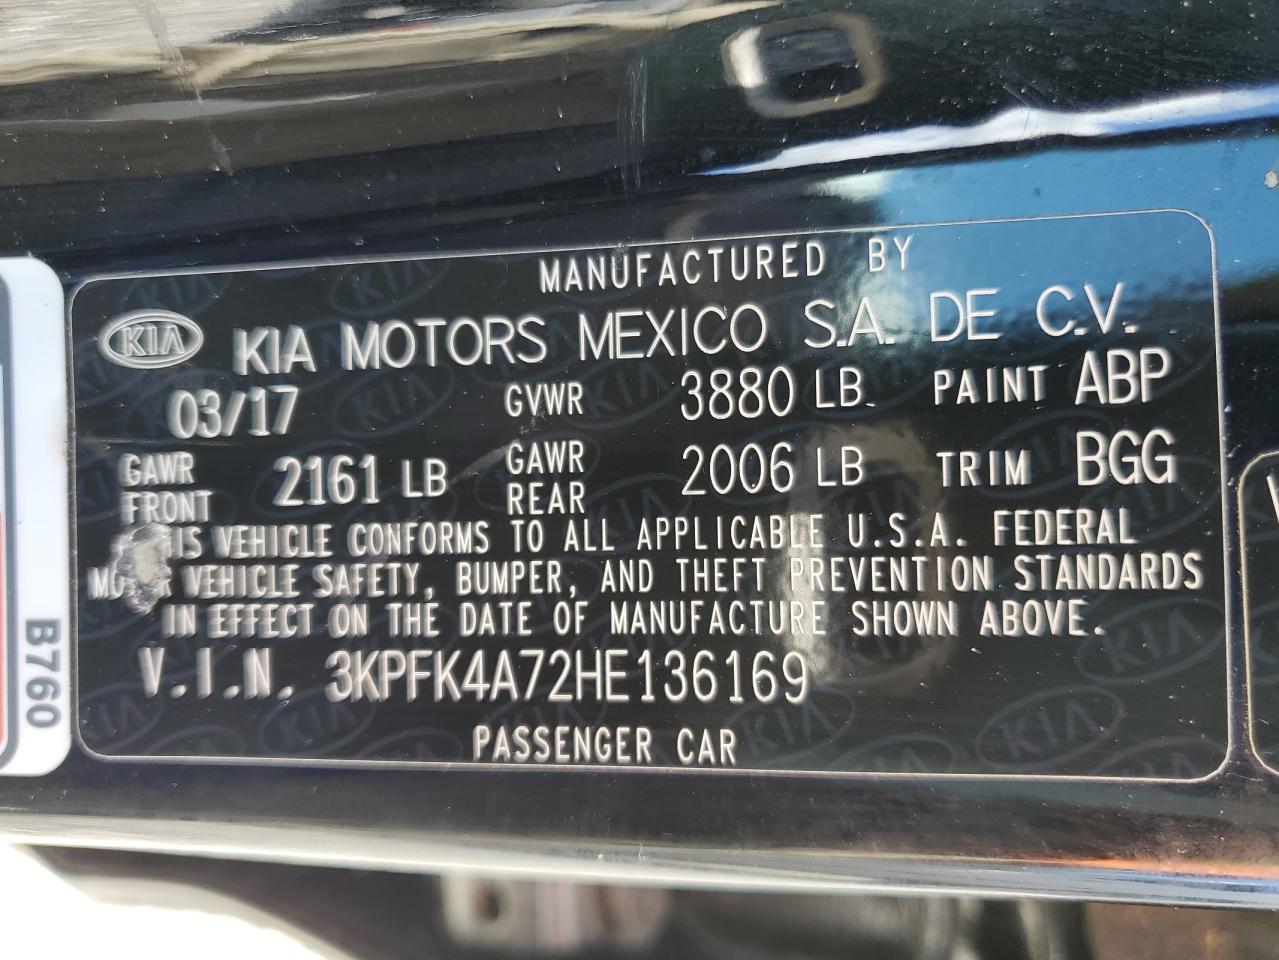 MANUFACTURED BY
KIA KIA MOTORS MEXICO S.A. DE C.V.
03/17 GVWR 3880 LB PAINT ABP
GAWR FRONT 2161 LB GAWR REAR 2006 LB TRIM BGG
IS VEHICLE CONFORMS TO ALL APPLICABLE U.S.A. FEDERAL
VEHICLE SAFETY, BUMPER, AND THEFT PREVENTION STANDARDS
IN EFFECT ON THE DATE OF MANUFACTURE SHOWN ABOVE.
V.I.N. 3KPFK4A72HE136169
PASSENGER CAR
B760